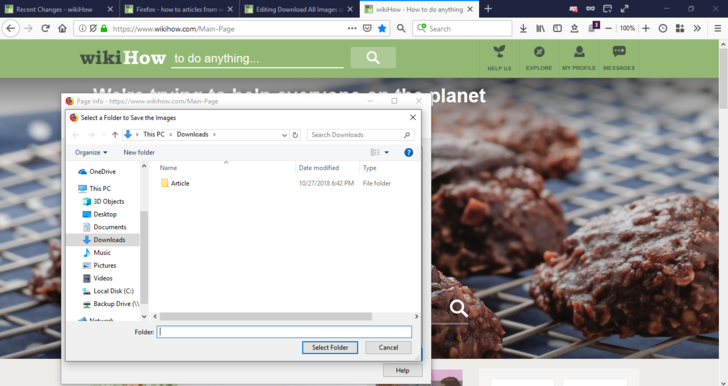 Recent Changes - wikiHow
Firefox - how to articles from w
Editing Download All Images o
wikiHow - How to do anything
https://www.wikihow.com/Main-Page
Search
100%
3
wikiHow to do anything...
HELP US
EXPLORE
MY PROFILE
MESSAGES
We're trying to help everyone on the planet
Page Info - https://www.wikihow.com/Main-Page
Select a Folder to Save the Images
This PC > Downloads >
Search Downloads
Organize
New folder
Name
Date modified
Type
OneDrive
This PC
3D Objects
Desktop
Documents
Downloads
Music
Pictures
Videos
Local Disk (C:)
Backup Drive (\\
Network
Article
10/27/2018 6:42 PM
File folder
Folder:
Select Folder
Cancel
Help